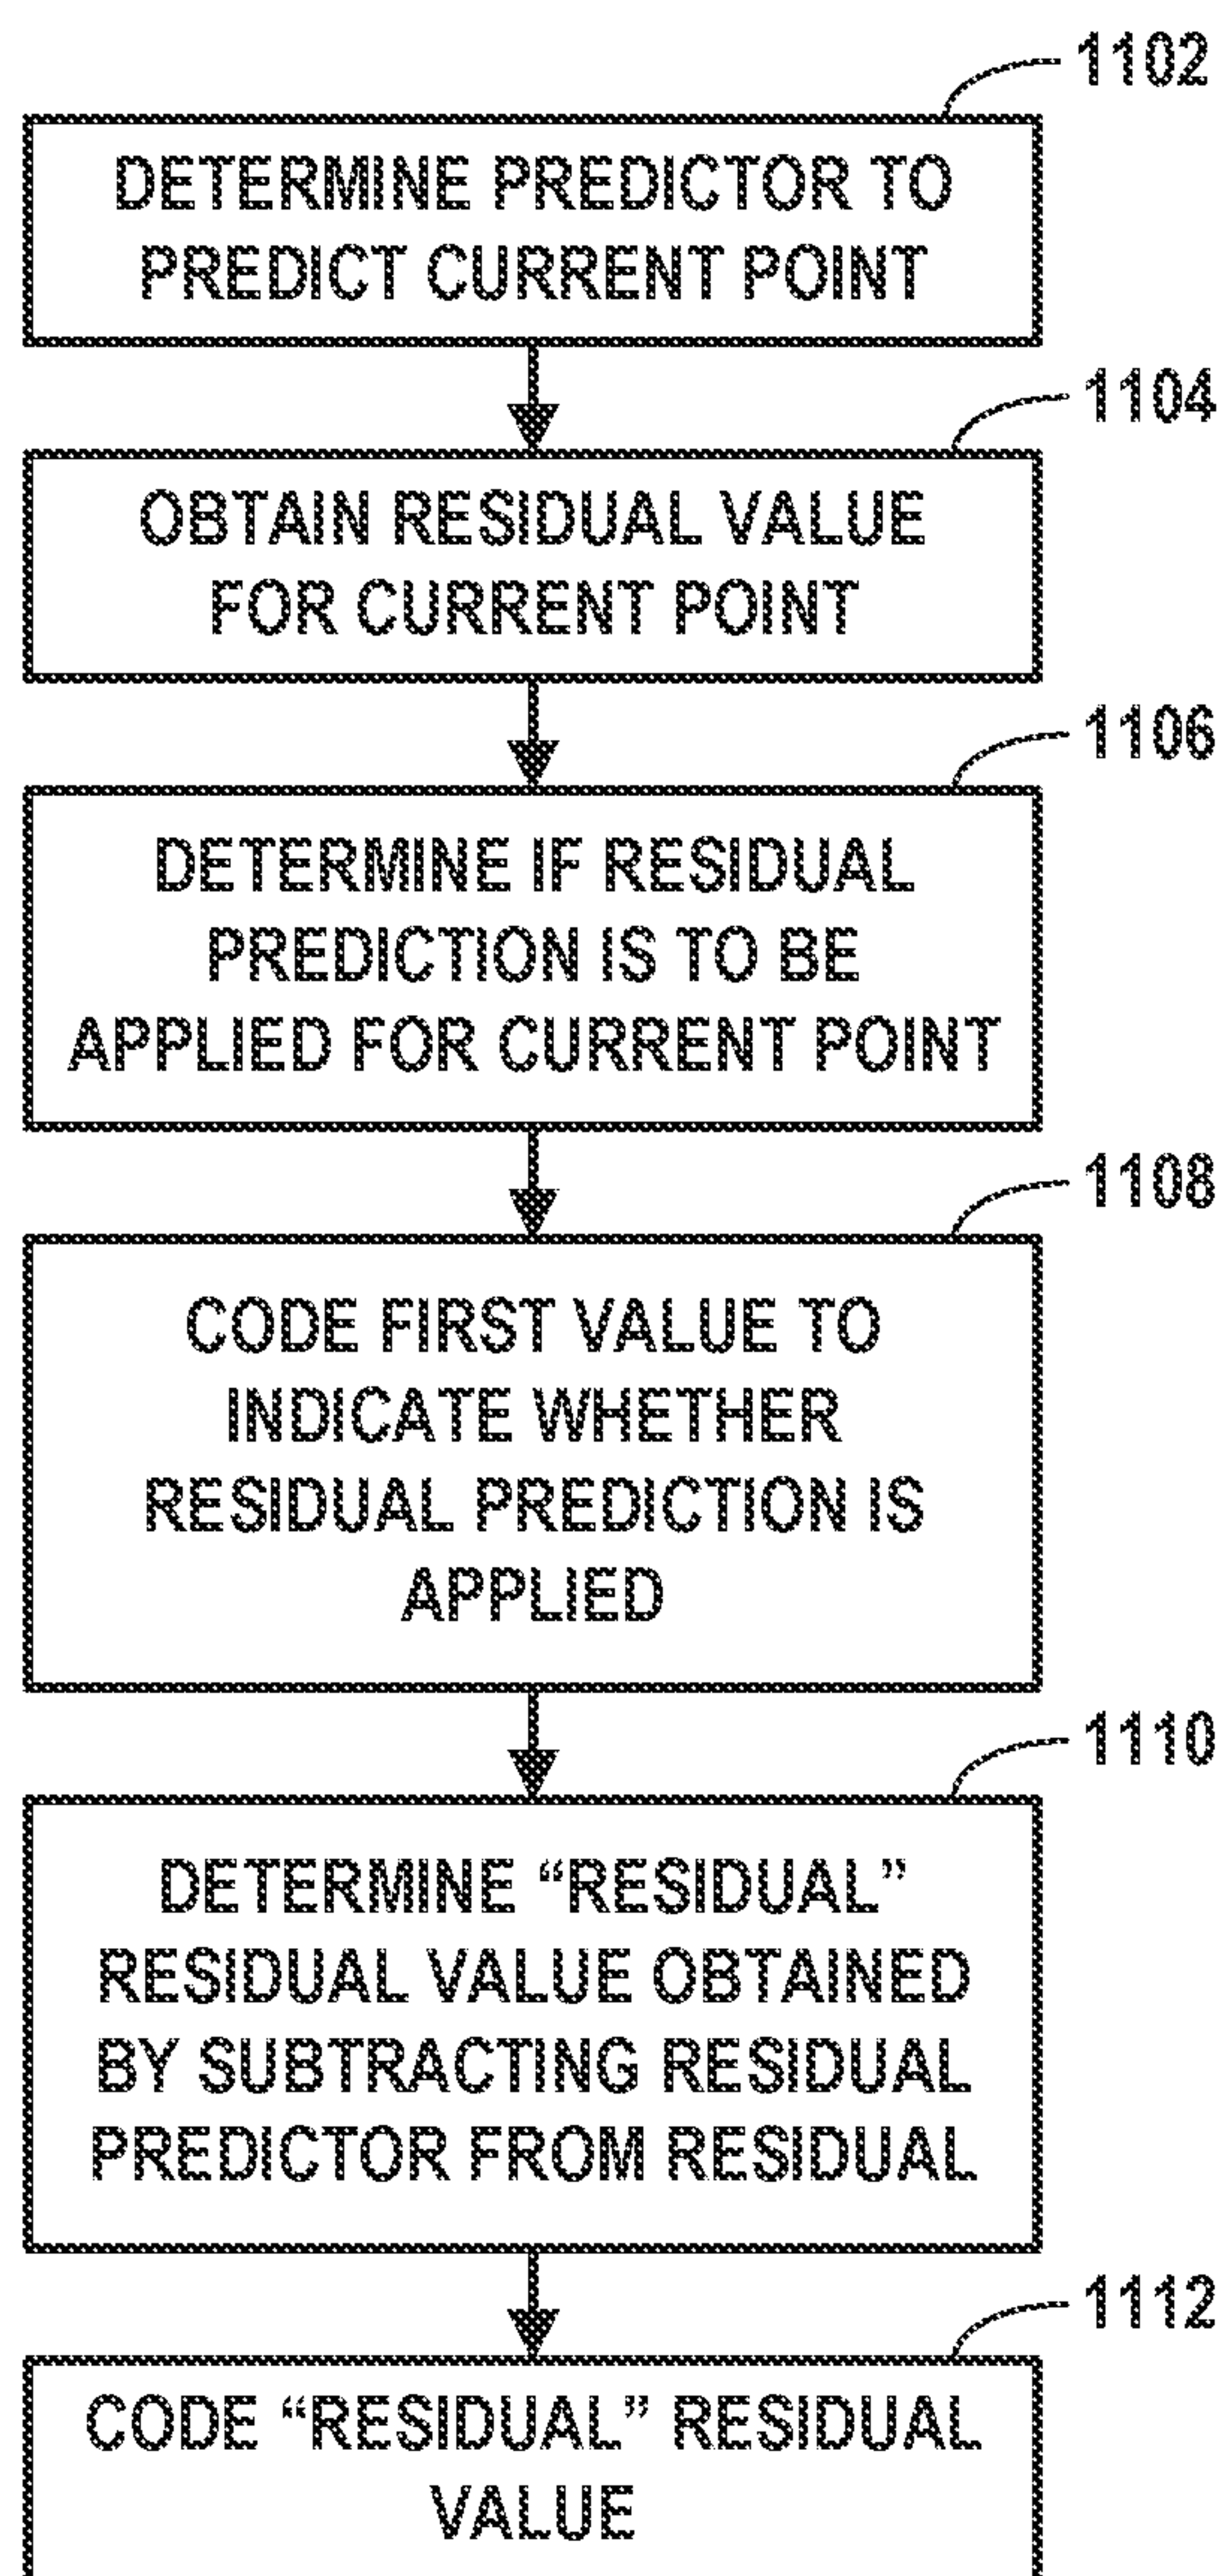 1102
DETERMINE PREDICTOR TO
PREDICT CURRENT POINT
1104
OBTAIN RESIDUAL VALUE
FOR CURRENT POINT
1106
DETERMINE IF RESIDUAL
PREDICTION IS TO BE
APPLIED FOR CURRENT POINT
1108
CODE FIRST VALUE TO
INDICATE WHETHER
RESIDUAL PREDICTION IS
APPLIED
1110
DETERMINE “RESIDUAL”
RESIDUAL VALUE OBTAINED
BY SUBTRACTING RESIDUAL
PREDICTOR FROM RESIDUAL
1112
CODE “RESIDUAL” RESIDUAL
VALUE